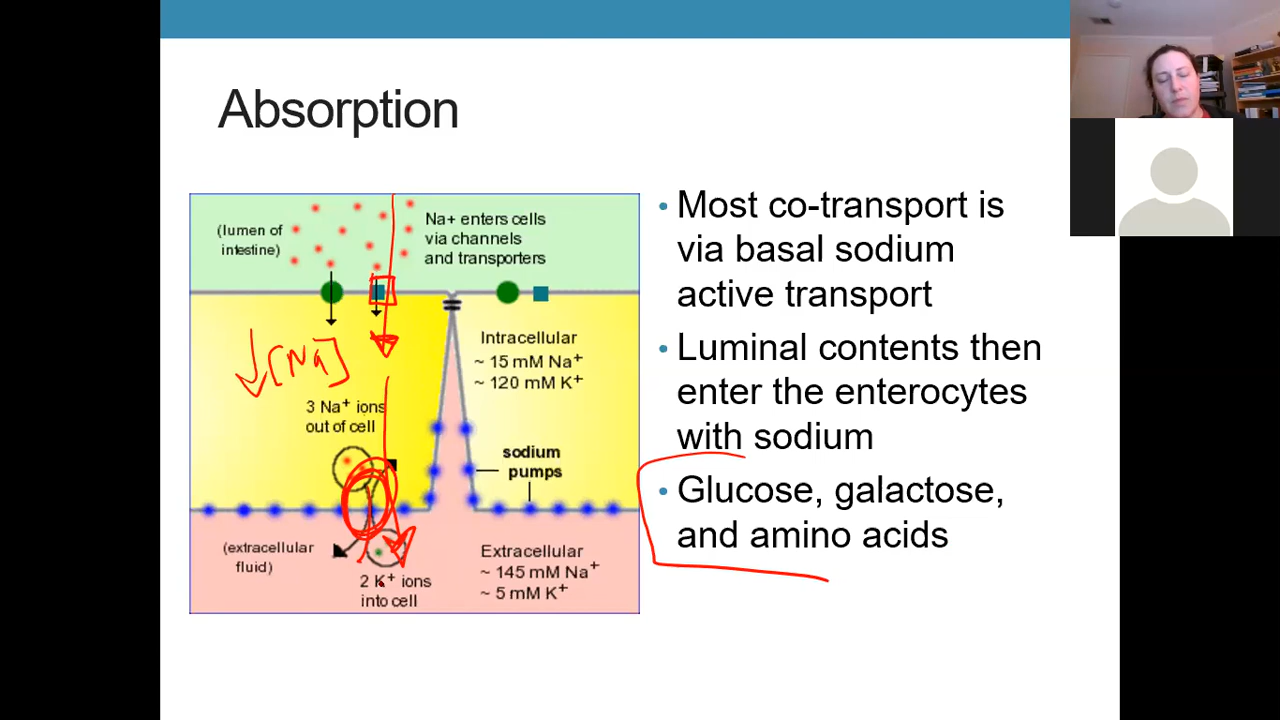 Absorption
(lumen of
intestine)
Na+ enters cells
via channels
and transporters
↓[Na]
Intracellular
~ 15 mM Na+
~ 120 mM K+
3 Na+ ions
out of cell
sodium
pumps
(extracellular
fluid)
Extracellular
~ 145 mM Na+
~ 5 mM K+
2 K+ ions
into cell
• Most co-transport is
via basal sodium
active transport
• Luminal contents then
enter the enterocytes
with sodium
• Glucose, galactose,
and amino acids